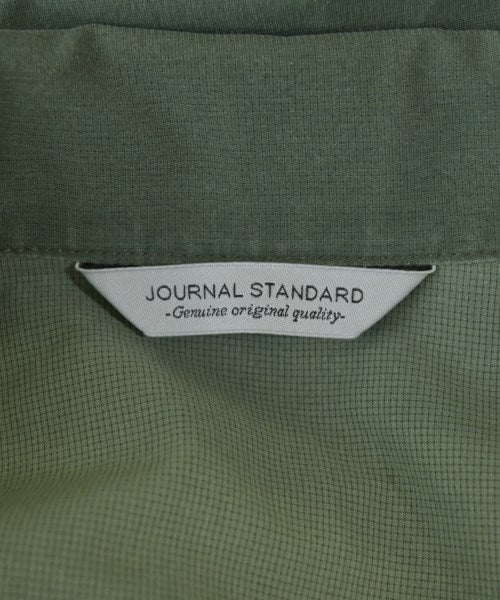 JOURNAL STANDARD
-Genuine original quality-